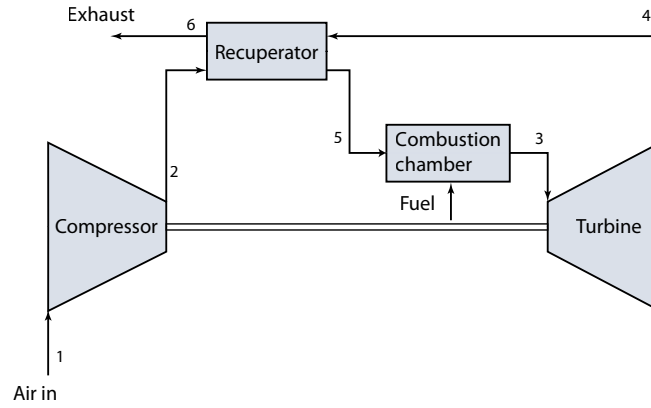 Exhaust
6
4
Recuperator
5
Combustion
chamber
3
2
Fuel
Compressor
Turbine
1
Air in